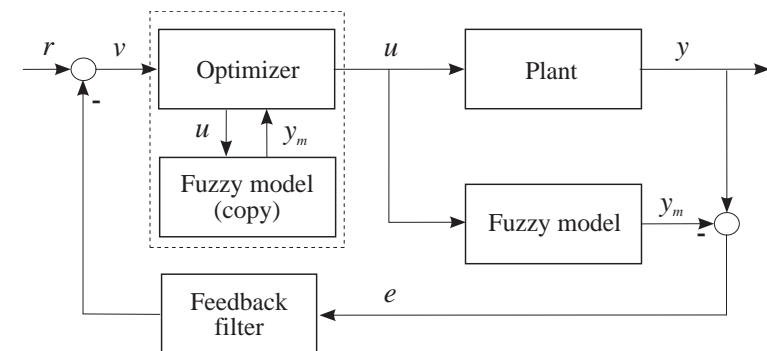 r
v
Optimizer
u
Plant
y
-
u
y_m
Fuzzy model
(copy)
Fuzzy model
y_m
-
Feedback
filter
e